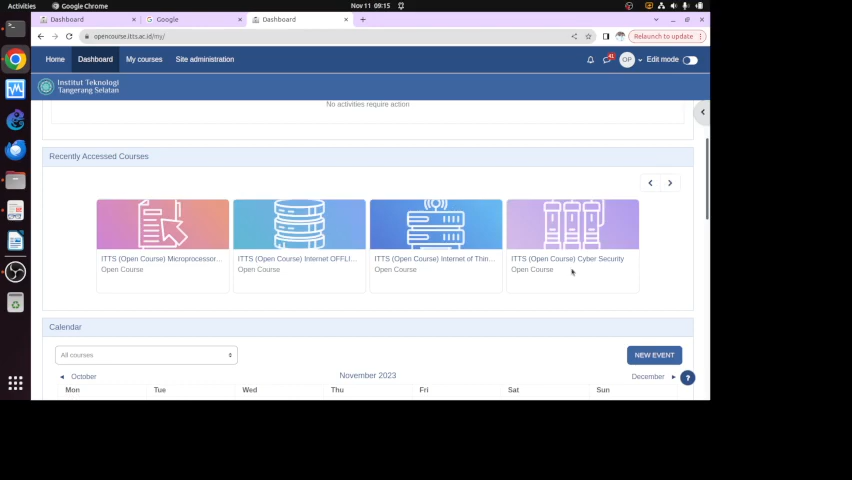 Activities
Google Chrome
Nov 11 09:15
Dashboard
Google
Dashboard
opencourse.itts.ac.id/my/
Relaunch to update
Home
Dashboard
My courses
Site administration
41
OP
Edit mode
Institut Teknologi
Tangerang Selatan
No activities require action
Recently Accessed Courses
ITTS (Open Course) Microprocessor...
Open Course
ITTS (Open Course) Internet OFFLI...
Open Course
ITTS (Open Course) Internet of Thin...
Open Course
ITTS (Open Course) Cyber Security
Open Course
Calendar
All courses
NEW EVENT
◄ October
November 2023
December ►
?
Mon Tue Wed Thu Fri Sat Sun